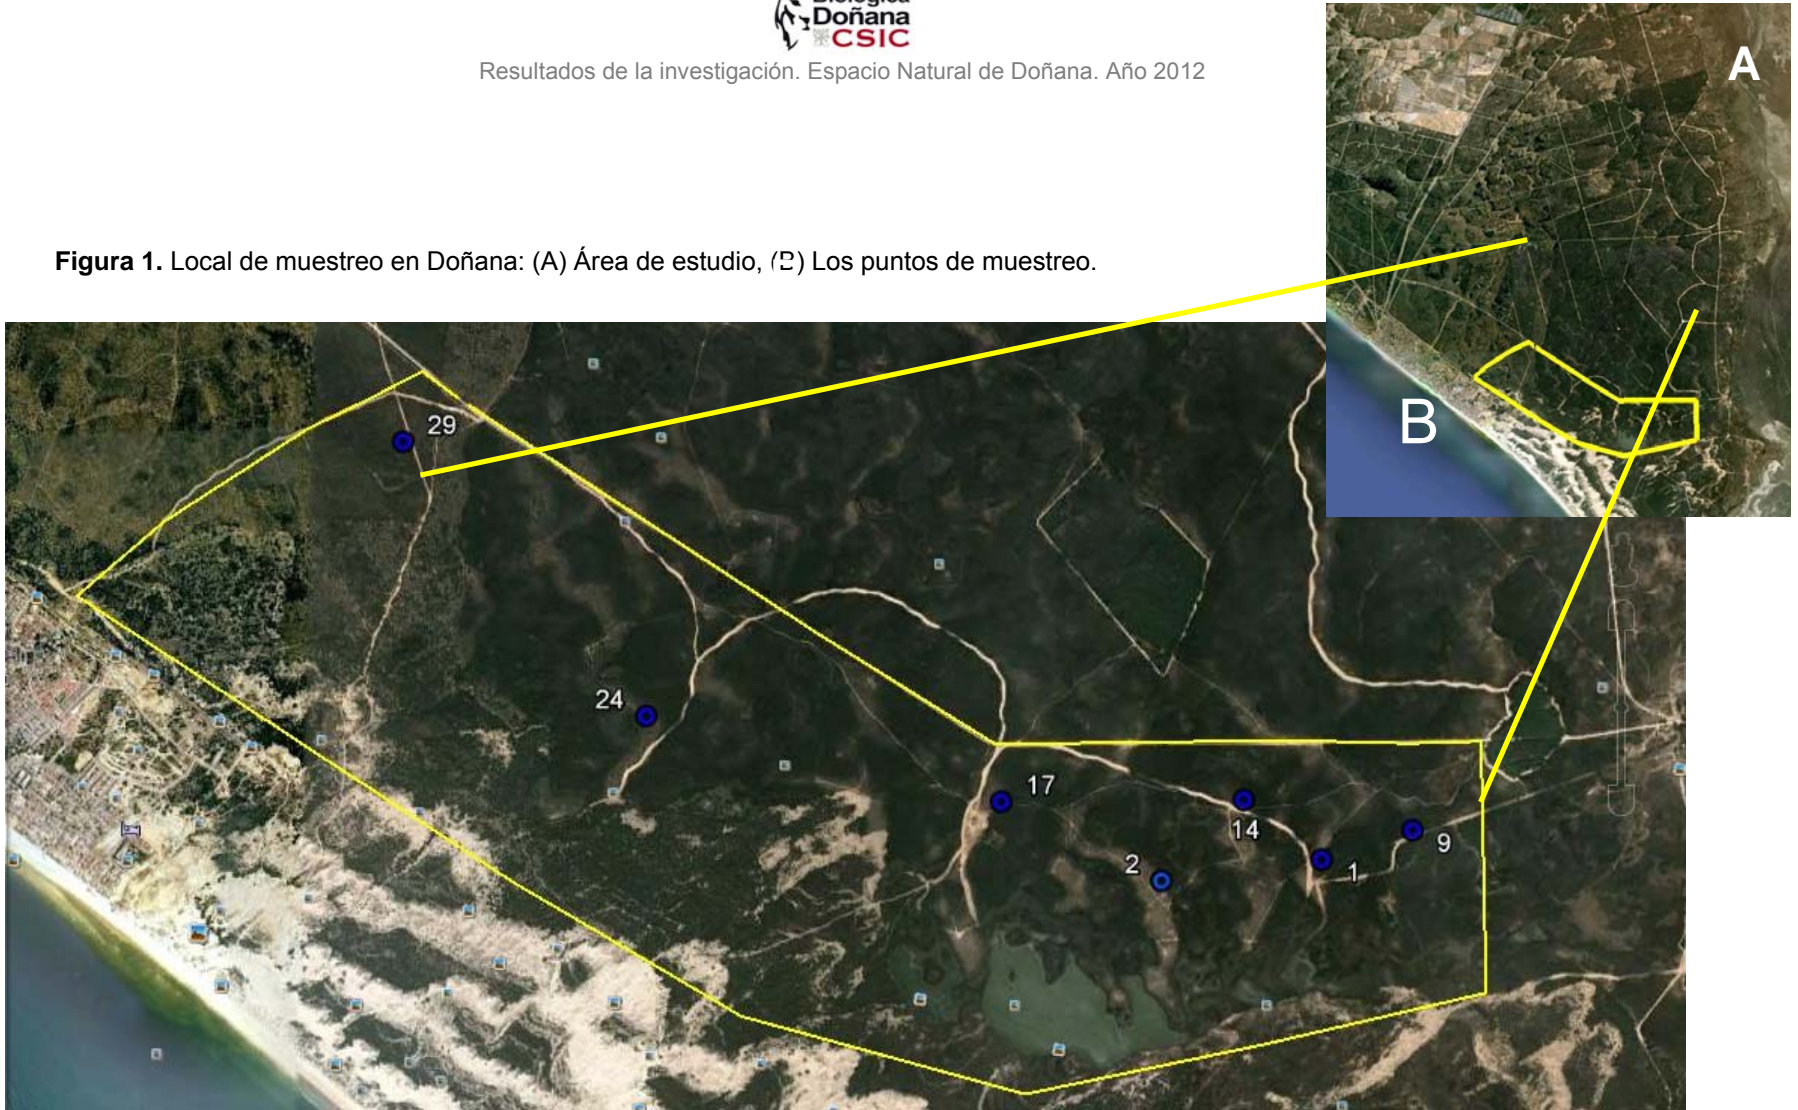 Biológica
Doñana
CSIC
Resultados de la investigación. Espacio Natural de Doñana. Año 2012
A
Figura 1. Local de muestreo en Doñana: (A) Área de estudio, (B) Los puntos de muestreo.
B
29
24
17
14
9
2
1